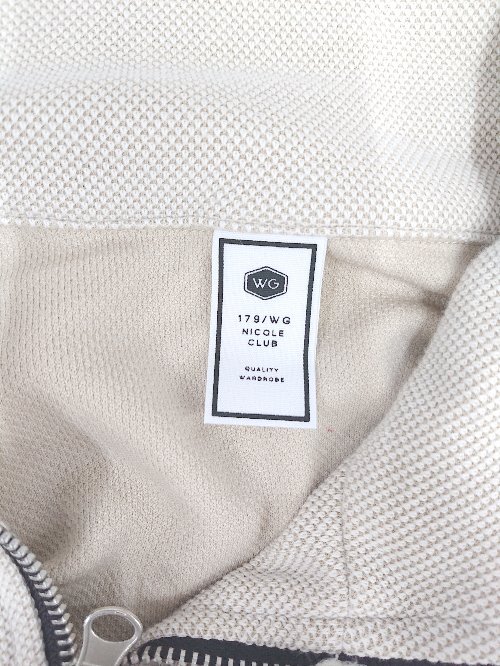 WG
179/WG
NICOLE
CLUB
QUALITY
WARDROBE